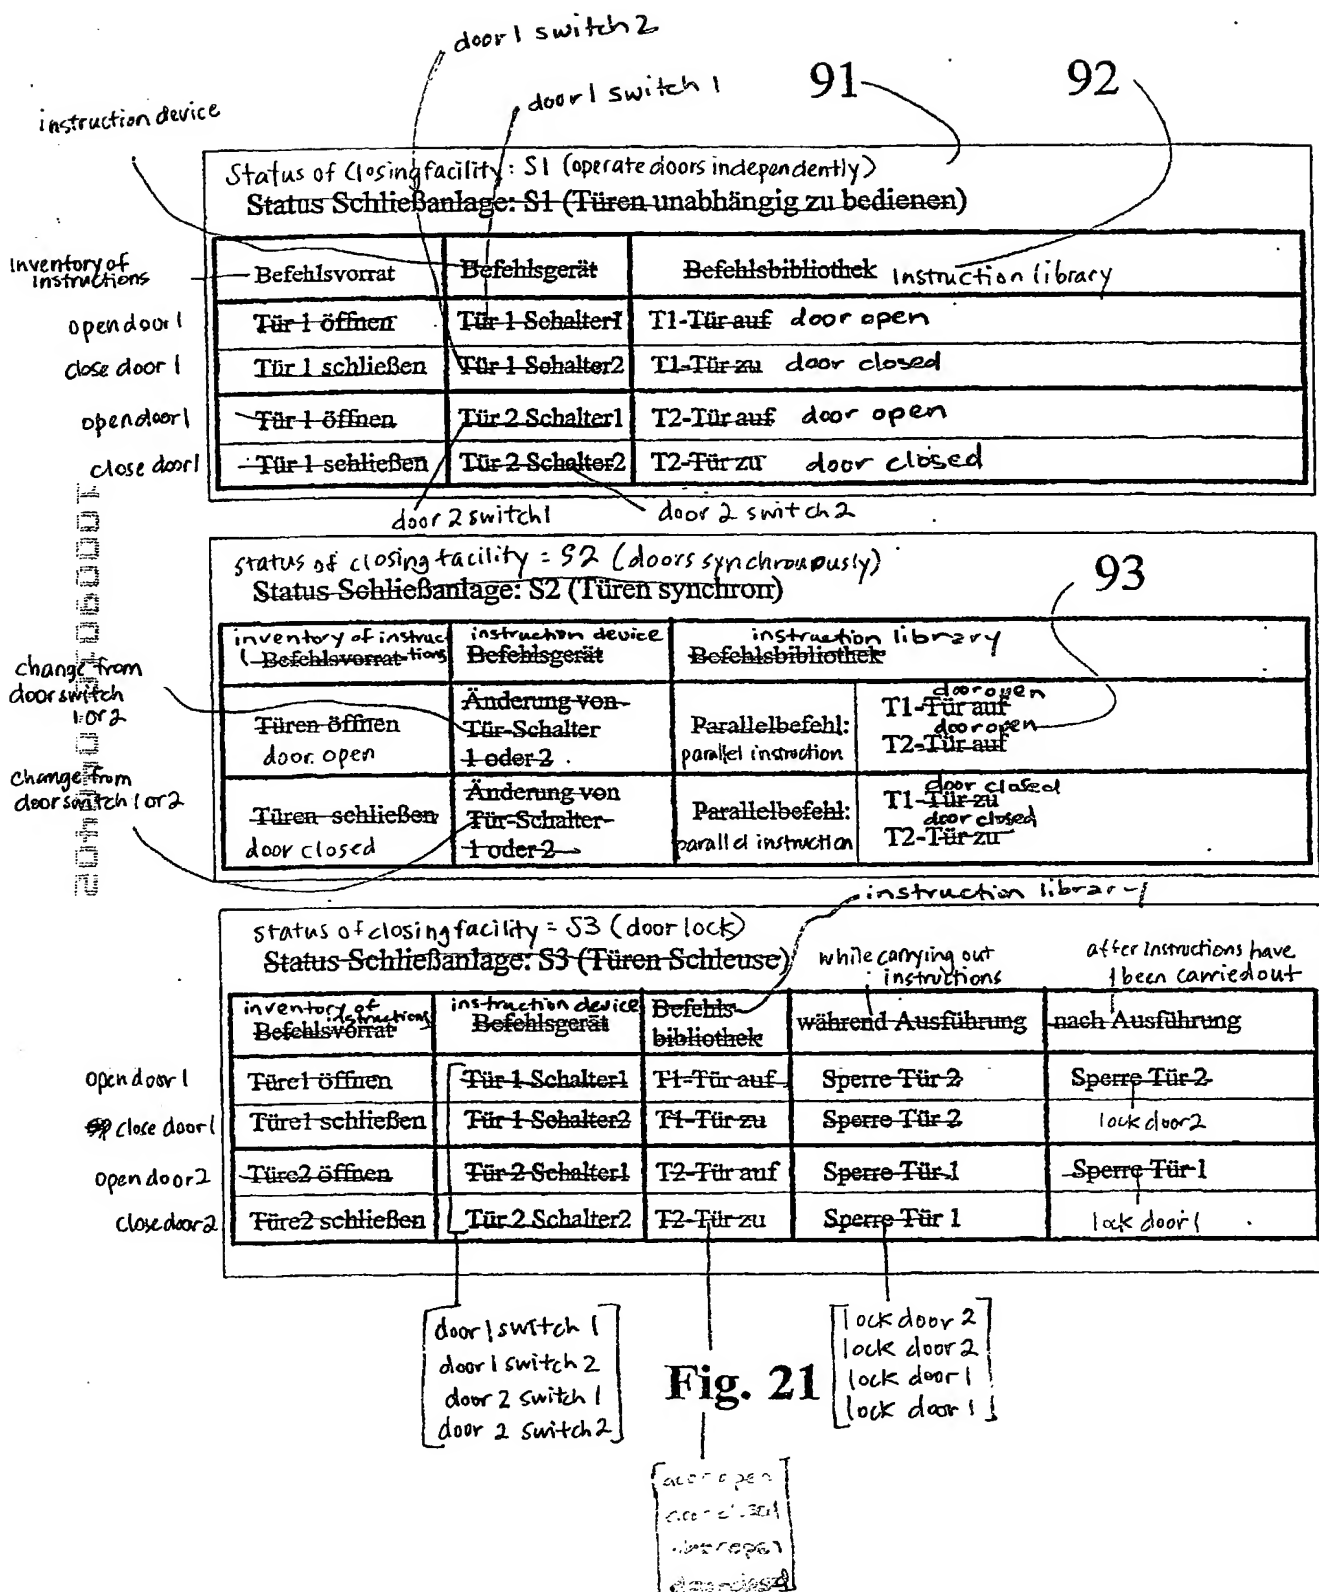 door 1 switch 2
door 1 switch 1
91
92
instruction device
Status of closing facility: S1 (operate doors independently)
Status Schließanlage: S1 (Türen unabhängig zu bedienen)
Inventory of
instructions
Befehlsvorrat
Befehlsgerät
Befehlsbibliothek Instruction library
open door 1
Tür 1 öffnen
Tür 1 Schalter1
T1-Tür auf door open
close door 1
Tür 1 schließen
Tür 1 Schalter2
T1-Tür zu door closed
open door 1
Tür 1 öffnen
Tür 2 Schalter1
T2-Tür auf door open
close door 1
Tür 1 schließen
Tür 2 Schalter2
T2-Tür zu door closed
door 2 switch 1
door 2 switch 2
status of closing facility = S2 (doors synchronously)
Status Schließanlage: S2 (Türen synchron)
93
inventory of instruc
tions
Befehlsvorrat
instruction device
Befehlsgerät
instruction library
Befehlsbibliothek
change from
door switch
1 or 2
Türen öffnen
door open
Änderung von
Tür-Schalter
1 oder 2
Parallelbefehl:
parallel instruction
door open
T1-Tür auf
door open
T2-Tür auf
change from
door switch 1 or 2
Türen schließen
door closed
Änderung von
Tür-Schalter
1 oder 2
Parallelbefehl:
parallel instruction
door closed
T1-Tür zu
door closed
T2-Tür zu
instruction library
status of closing facility = S3 (door lock)
Status Schließanlage: S3 (Türen Schleuse)
while carrying out
instructions
after instructions have
been carried out
inventory of
instructions
Befehlsvorrat
instruction device
Befehlsgerät
Befehls-
bibliothek
während Ausführung
nach Ausführung
open door 1
Türe1 öffnen
Tür 1 Schalter1
T1-Tür auf
Sperre Tür 2
Sperre Tür 2
close door 1
Türe1 schließen
Tür 1 Schalter2
T1-Tür zu
Sperre Tür 2
lock door 2
open door 2
Türe2 öffnen
Tür 2 Schalter1
T2-Tür auf
Sperre Tür 1
Sperre Tür 1
close door 2
Türe2 schließen
Tür 2 Schalter2
T2-Tür zu
Sperre Tür 1
lock door 1
door 1 switch 1
door 1 switch 2
door 2 switch 1
door 2 switch 2
lock door 2
lock door 2
lock door 1
lock door 1
Fig. 21
door open
door closed
door open
door closed